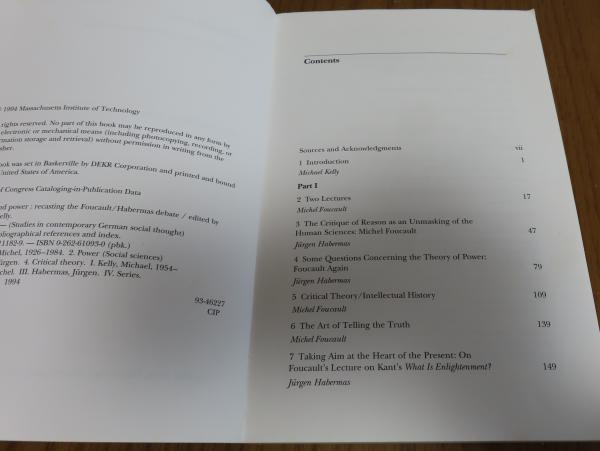 1994 Massachusetts Institute of Technology
rights reserved. No part of this book may be reproduced in any form by
electronic or mechanical means (including photocopying, recording, or
rmation storage and retrieval) without permission in writing from the
sher.
ook was set in Baskerville by DEKR Corporation and printed and bound
United States of America.
of Congress Cataloging-in-Publication Data
nd power : recasting the Foucault/Habermas debate / edited by
elly.
— (Studies in contemporary German social thought)
bliographical references and index.
21182-9. — ISBN 0-262-61093-0 (pbk.)
Michel, 1926–1984. 2. Power (Social sciences)
ürgen. 4. Critical theory. I. Kelly, Michael, 1954–
chel. III. Habermas, Jürgen. IV. Series.
1994
93-46227
CIP
Contents
Sources and Acknowledgments vii
1 Introduction 1
Michael Kelly
Part I
2 Two Lectures 17
Michel Foucault
3 The Critique of Reason as an Unmasking of the
Human Sciences: Michel Foucault 47
Jürgen Habermas
4 Some Questions Concerning the Theory of Power:
Foucault Again 79
Jürgen Habermas
5 Critical Theory/Intellectual History 109
Michel Foucault
6 The Art of Telling the Truth 139
Michel Foucault
7 Taking Aim at the Heart of the Present: On
Foucault's Lecture on Kant's What Is Enlightenment? 149
Jürgen Habermas